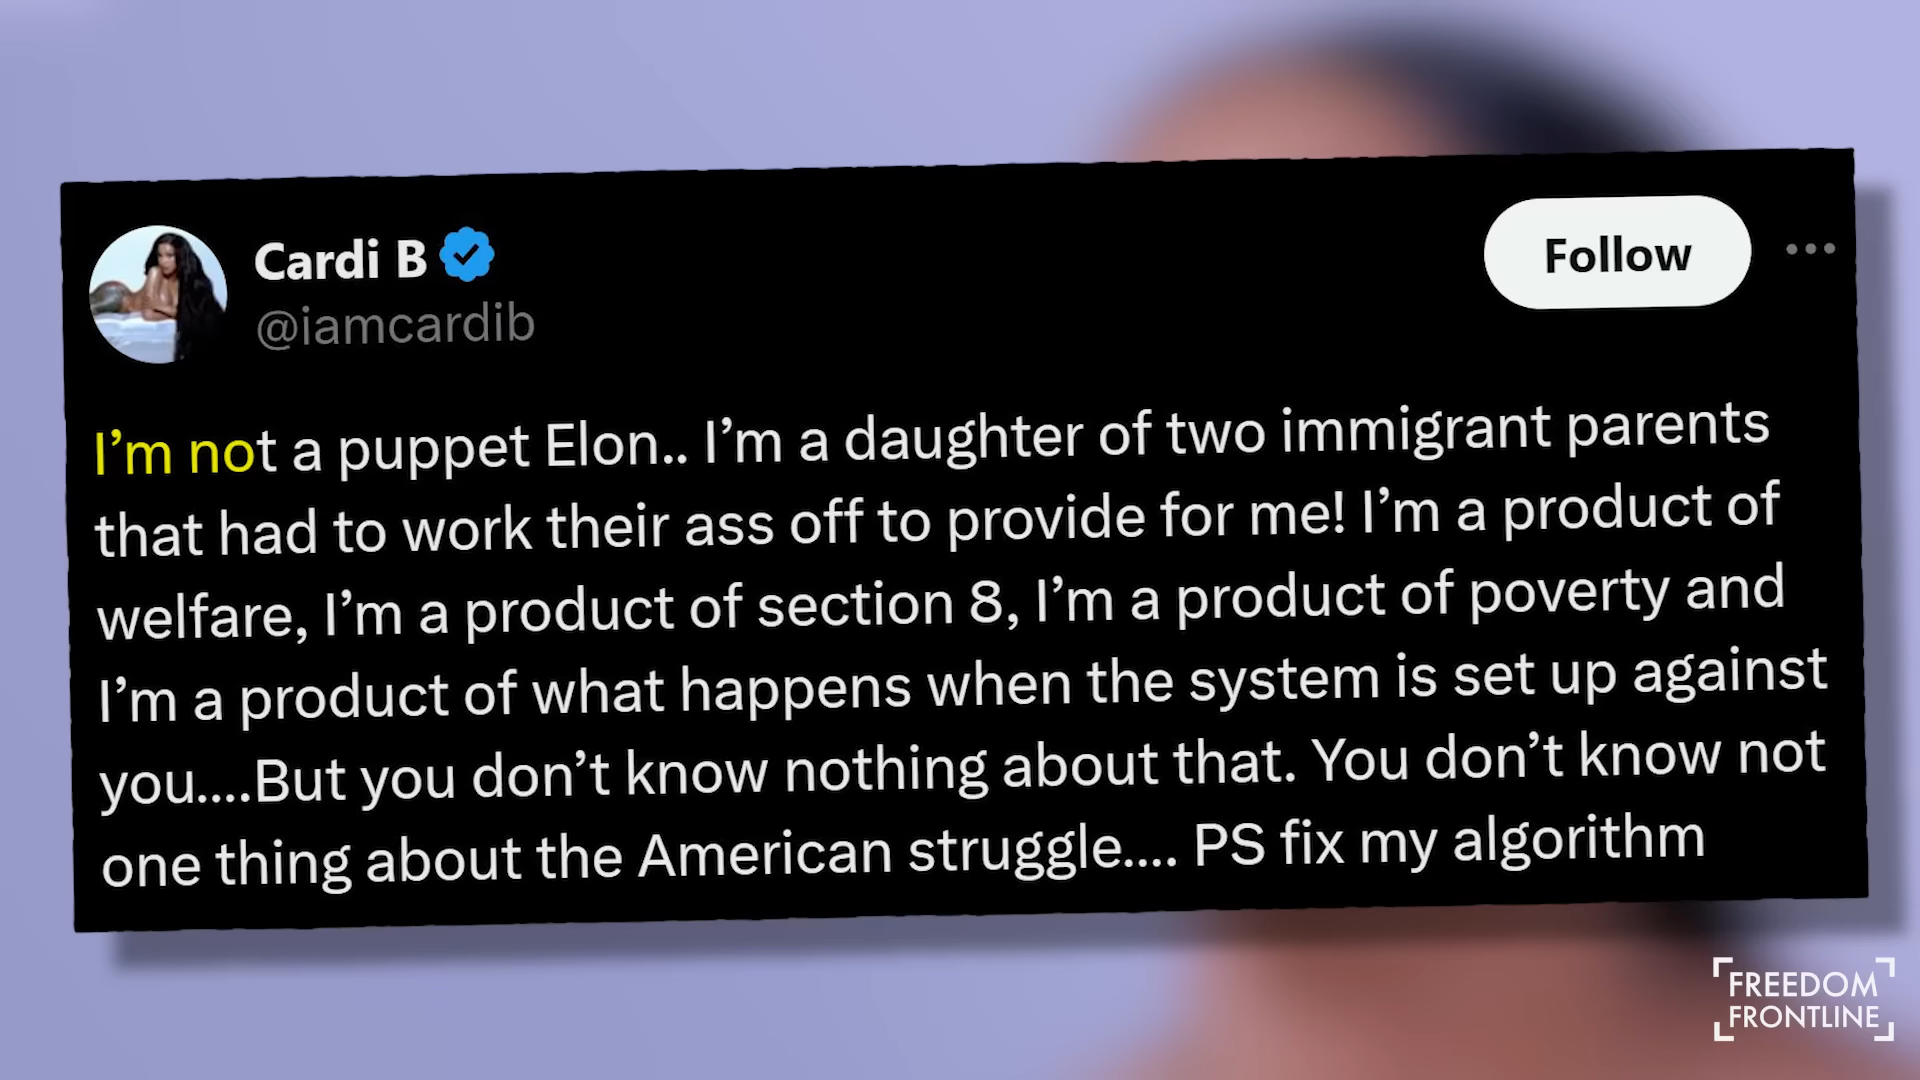 Cardi B
@iamcardib
Follow
I’m not a puppet Elon.. I’m a daughter of two immigrant parents
that had to work their ass off to provide for me! I’m a product of
welfare, I’m a product of section 8, I’m a product of poverty and
I’m a product of what happens when the system is set up against
you....But you don’t know nothing about that. You don’t know not
one thing about the American struggle.... PS fix my algorithm
FREEDOM
FRONTLINE